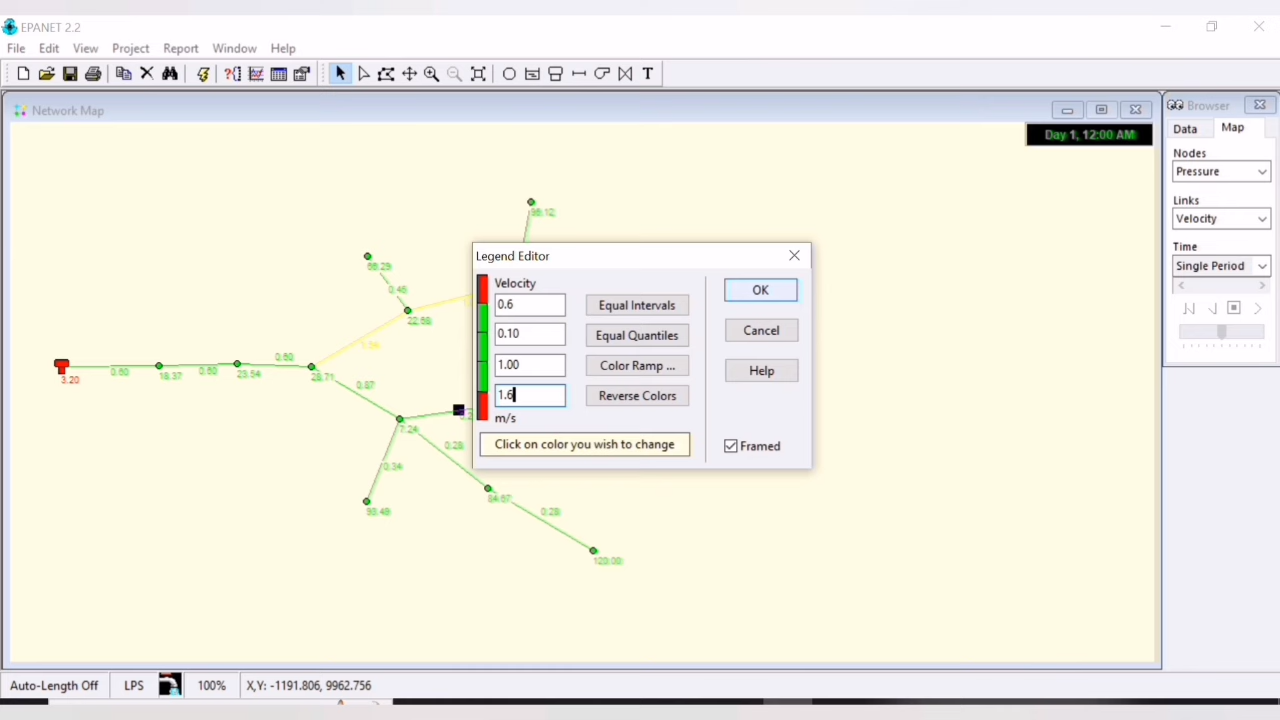 EPANET 2.2
File Edit View Project Report Window Help
T
Network Map
Browser
Data Map
Day 1, 12:00 AM
Nodes
Pressure
Links
Velocity
Time
Single Period
Legend Editor
Velocity
0.6
0.10
1.00
1.6
m/s
Equal Intervals
Equal Quantiles
Color Ramp ...
Reverse Colors
Click on color you wish to change
OK
Cancel
Help
Framed
0.46
22.56
0.60
3.20
0.60
18.37
0.60
23.54
28.71
0.87
7.24
0.28
0.34
93.49
84.67
0.28
120.00
Auto-Length Off LPS 100% X,Y: -1191.806, 9962.756